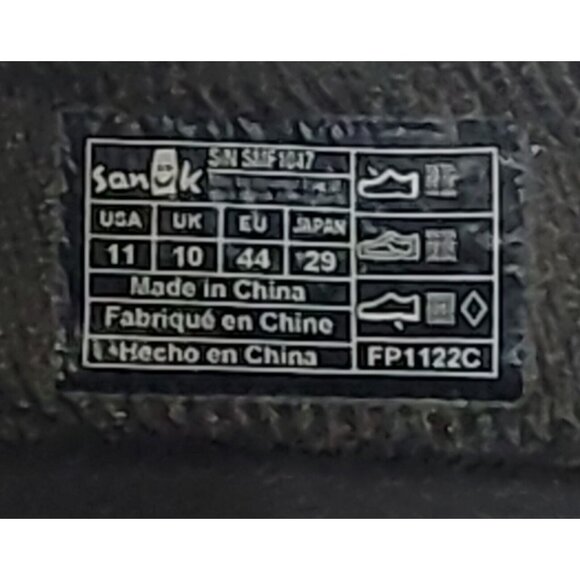 sanuk
S/N SMF1047
USA UK EU JAPAN
11 10 44 29
Made in China
Fabriqué en Chine
Hecho en China
FP1122C